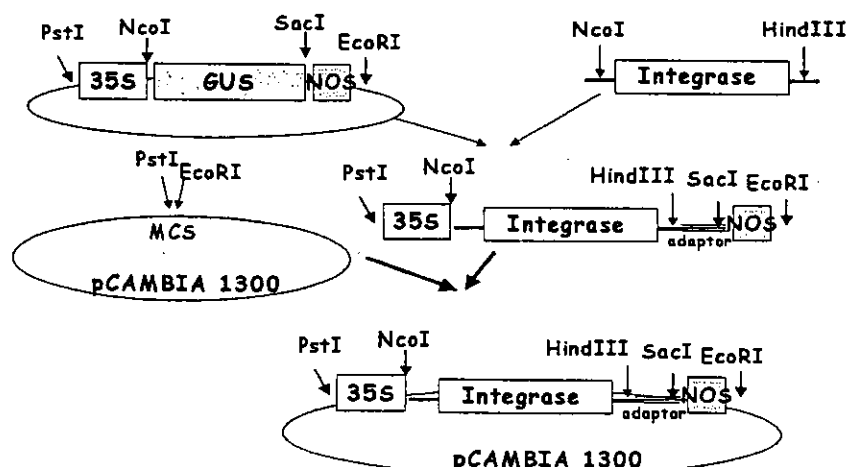 PstI NcoI SacI EcoRI
35S GUS NOS
NcoI HindIII
Integrase
PstI EcoRI
MCS
pCAMBIA 1300
PstI NcoI HindIII SacI EcoRI
35S Integrase NOS
adaptor
PstI NcoI HindIII SacI EcoRI
35S Integrase NOS
adaptor
pCAMBIA 1300